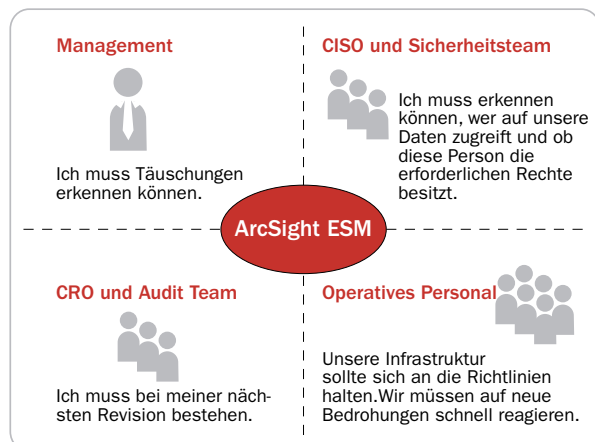 Management
Ich muss Täuschungen
erkennen können.
CISO und Sicherheitsteam
Ich muss erkennen
können, wer auf unsere
Daten zugreift und ob
diese Person die
erforderlichen Rechte
besitzt.
ArcSight ESM
CRO und Audit Team
Ich muss bei meiner näch-
sten Revision bestehen.
Operatives Personal
Unsere Infrastruktur
sollte sich an die Richtlinien
halten.Wir müssen auf neue
Bedrohungen schnell reagieren.